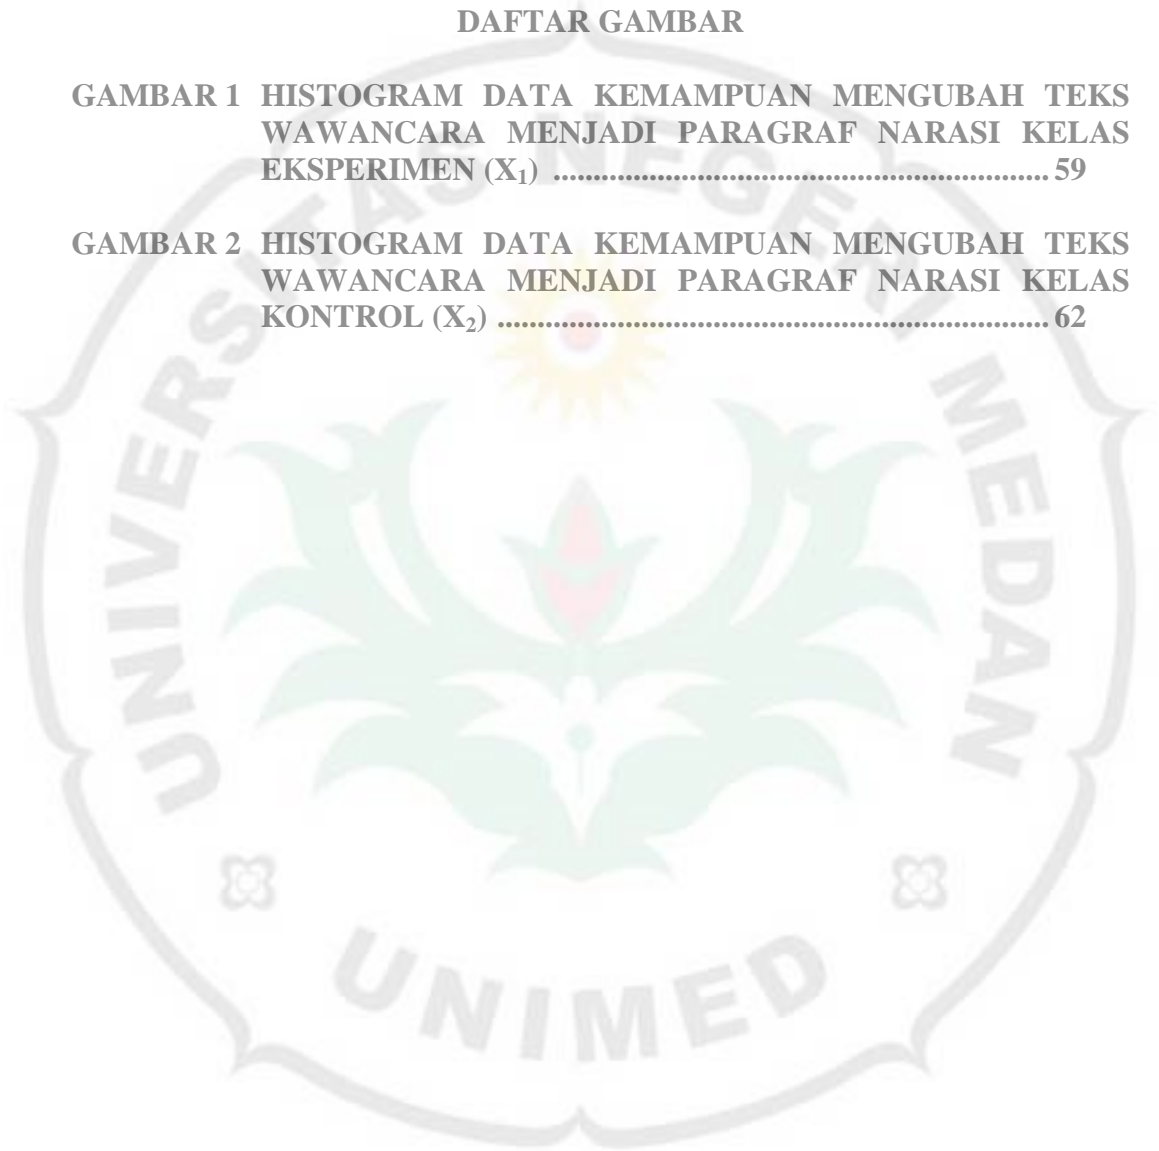 DAFTAR GAMBAR
GAMBAR 1 HISTOGRAM DATA KEMAMPUAN MENGUBAH TEKS
WAWANCARA MENJADI PARAGRAF NARASI KELAS
EKSPERIMEN (X₁) ............................................................... 59
GAMBAR 2 HISTOGRAM DATA KEMAMPUAN MENGUBAH TEKS
WAWANCARA MENJADI PARAGRAF NARASI KELAS
KONTROL (X₂) ...................................................................... 62
UNIVERSITAS NEGERI MEDAN
UNIMED